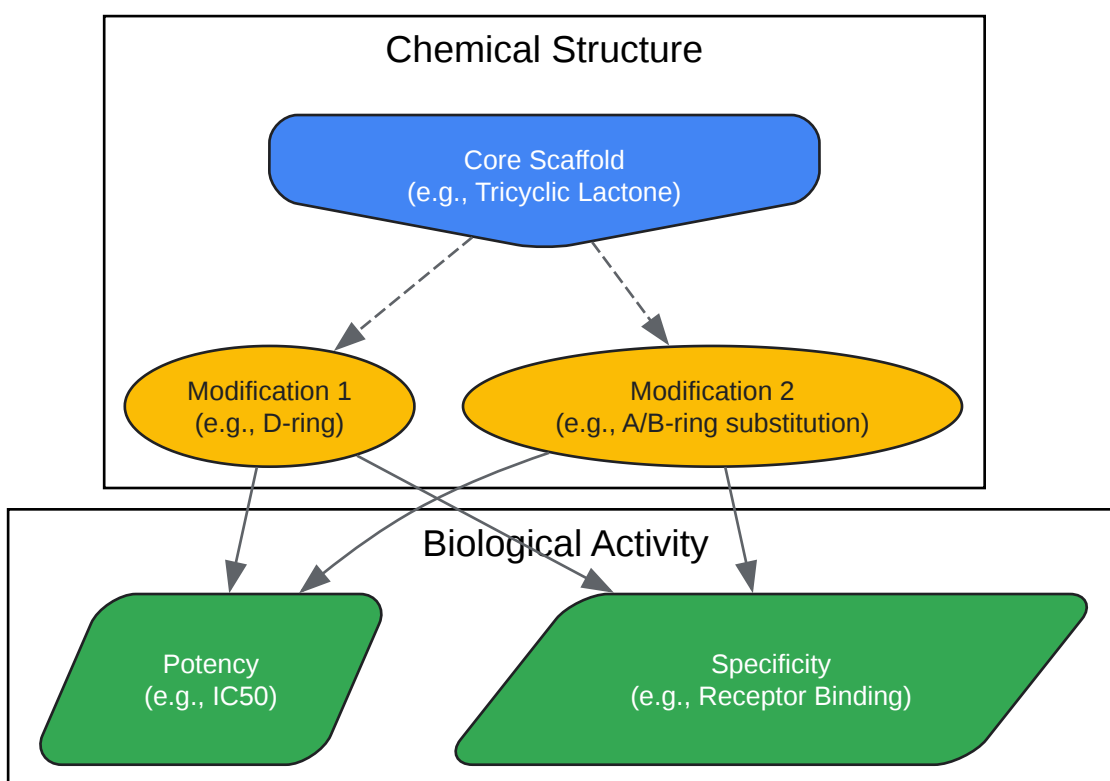 Chemical Structure
Core Scaffold
(e.g., Tricyclic Lactone)
Modification 1
(e.g., D-ring)
Modification 2
(e.g., A/B-ring substitution)
Biological Activity
Potency
(e.g., IC50)
Specificity
(e.g., Receptor Binding)